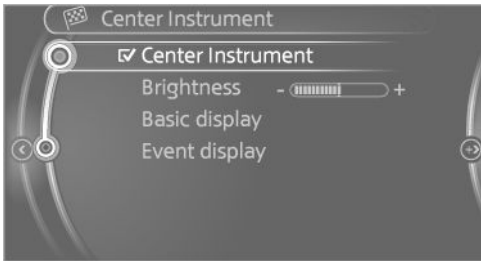 Center Instrument
Center Instrument
Brightness - +
Basic display
Event display